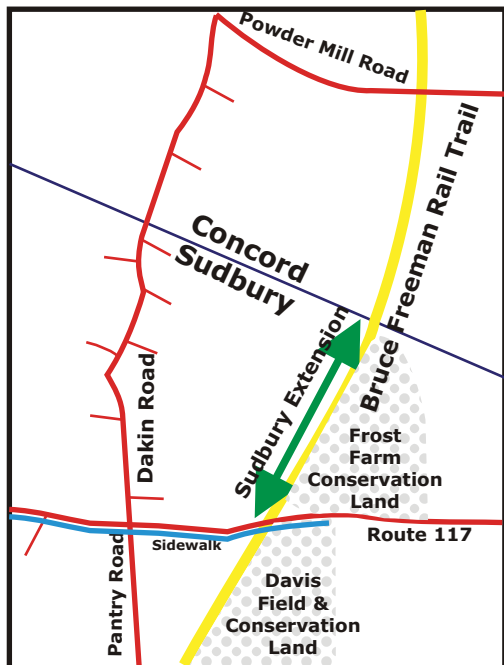 Powder Mill Road
Bruce Freeman Rail Trail
Concord
Sudbury
Sudbury Extension
Dakin Road
Frost
Farm
Conservation
Land
Route 117
Sidewalk
Pantry Road
Davis
Field &
Conservation
Land